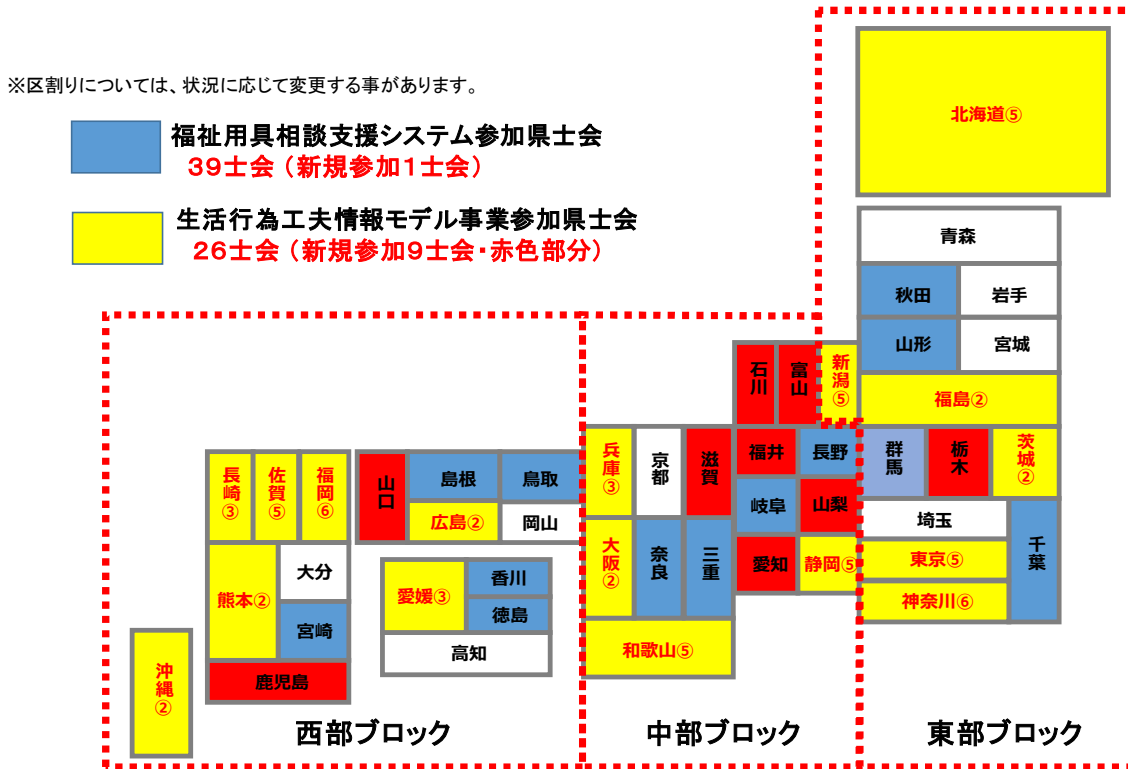 ※区割りについては、状況に応じて変更する事があります。
福祉用具相談支援システム参加県士会
39士会（新規参加１士会）
生活行為工夫情報モデル事業参加県士会
２６士会（新規参加９士会・赤色部分）
北海道⑤
青森
秋田
岩手
山形
宮城
福島②
群馬
栃木
茨城②
埼玉
千葉
東京⑤
神奈川⑥
東部ブロック
石川
富山
新潟⑤
兵庫③
京都
滋賀
福井
長野
岐阜
山梨
大阪②
奈良
三重
愛知
静岡⑤
和歌山⑤
中部ブロック
長崎③
佐賀⑤
福岡⑥
山口
島根
鳥取
広島②
岡山
熊本②
大分
宮崎
愛媛③
香川
徳島
高知
鹿児島
沖縄②
西部ブロック